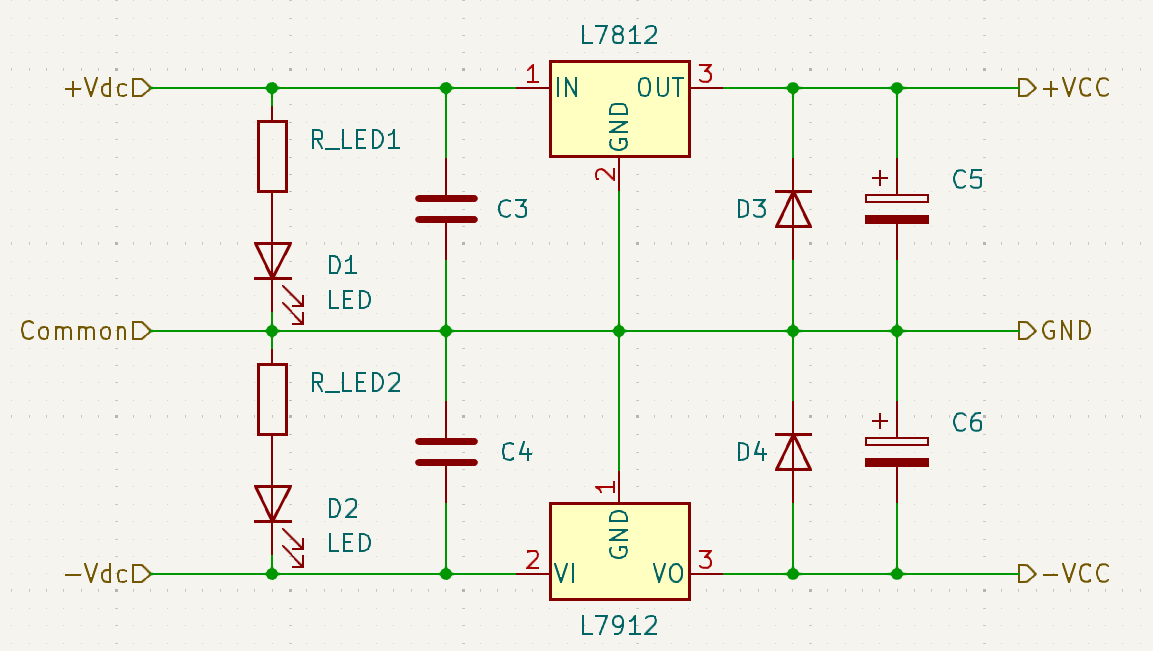 L7812
+Vdc
1
IN
OUT
3
+VCC
GND
2
R_LED1
+
C5
D3
C3
D1
LED
Common
GND
R_LED2
+
C6
D4
C4
1
D2
LED
GND
−Vdc
2
VI
VO
3
−VCC
L7912